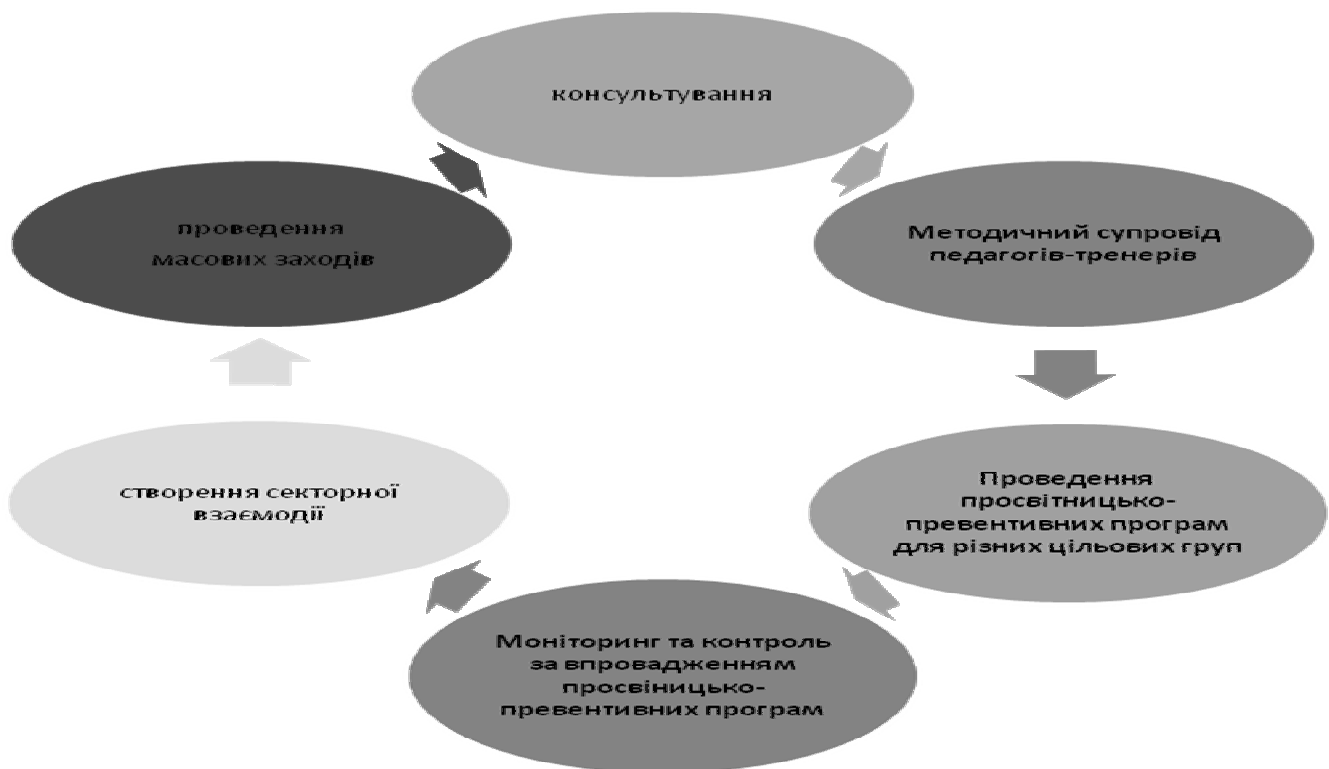 консультування
Методичний супровід
педагогів-тренерів
Проведення
просвітницько-
превентивних програм
для різних цільових груп
Моніторинг та контроль
за впровадженням
просвіницько-
превентивних програм
створення секторної
взаємодії
проведення
масових заходів